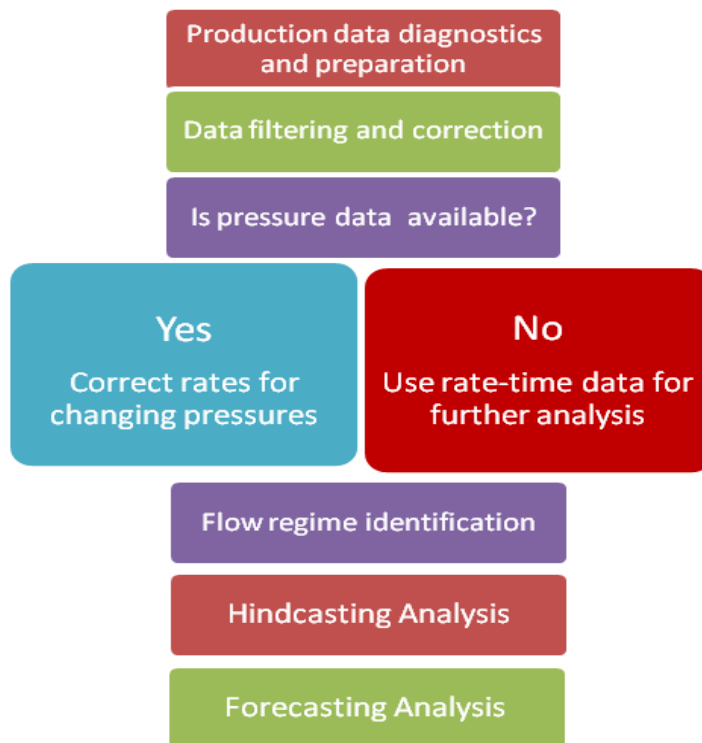 Production data diagnostics
and preparation
Data filtering and correction
Is pressure data available?
Yes
Correct rates for
changing pressures
No
Use rate-time data for
further analysis
Flow regime identification
Hindcasting Analysis
Forecasting Analysis